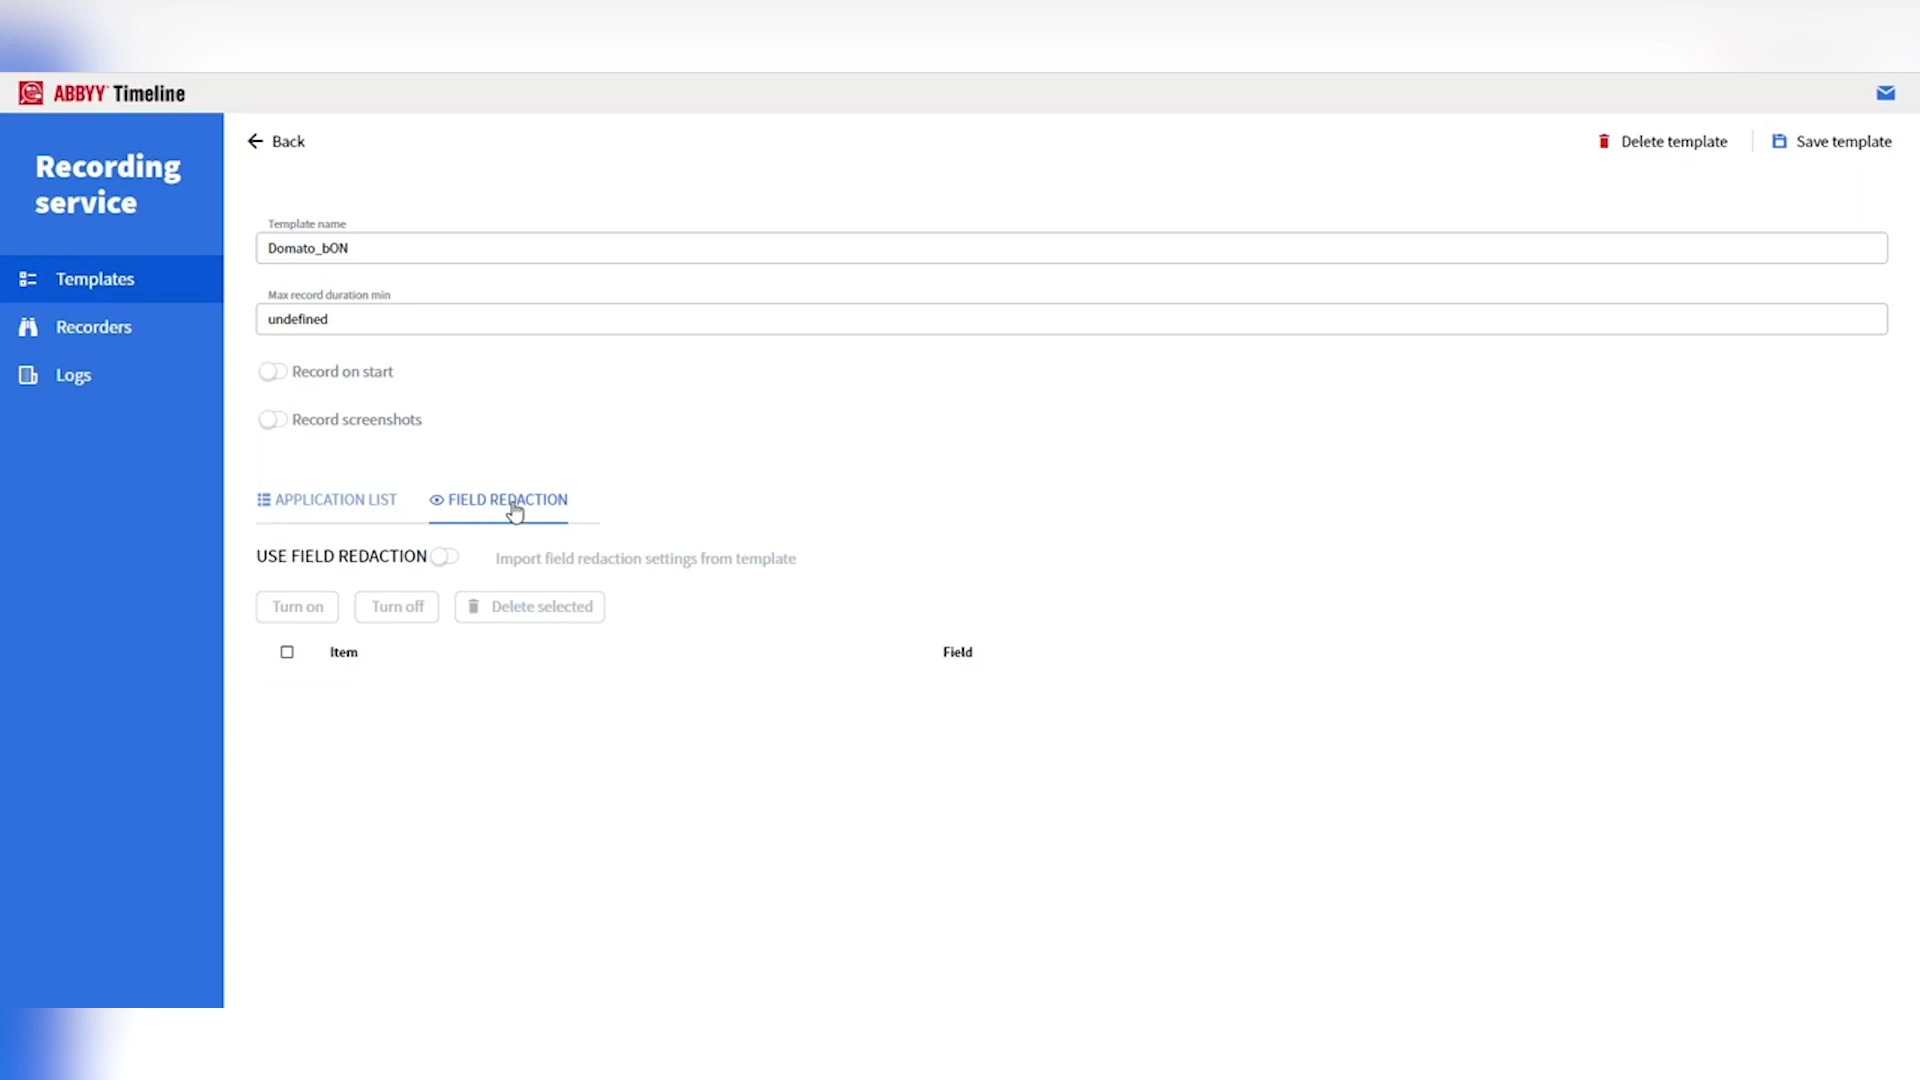 ABBYY Timeline
Recording
service
Templates
Recorders
Logs
Back
Delete template
Save template
Template name
Domato_bON
Max record duration min
undefined
Record on start
Record screenshots
APPLICATION LIST
FIELD REDACTION
USE FIELD REDACTION
Import field redaction settings from template
Turn on
Turn off
Delete selected
Item
Field